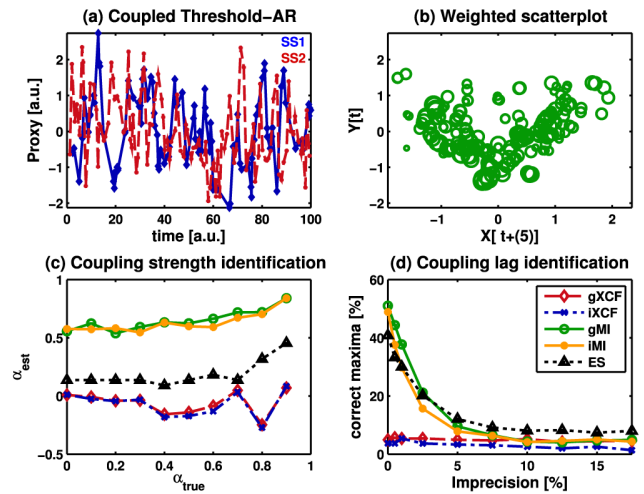 (a) Coupled Threshold−AR
(b) Weighted scatterplot
SS1
SS2
2
1
0
−1
−2
Proxy [a.u.]
0
20
40
60
80
100
time [a.u.]
2
1
0
−1
−2
Y[t]
−1
0
1
2
X[ t+(5)]
(c) Coupling strength identification
(d) Coupling lag identification
1
0.5
0
−0.5
αest
0
0.2
0.4
0.6
0.8
1
αtrue
60
40
20
0
correct maxima [%]
0
5
10
15
Imprecision [%]
gXCF
iXCF
gMI
iMI
ES